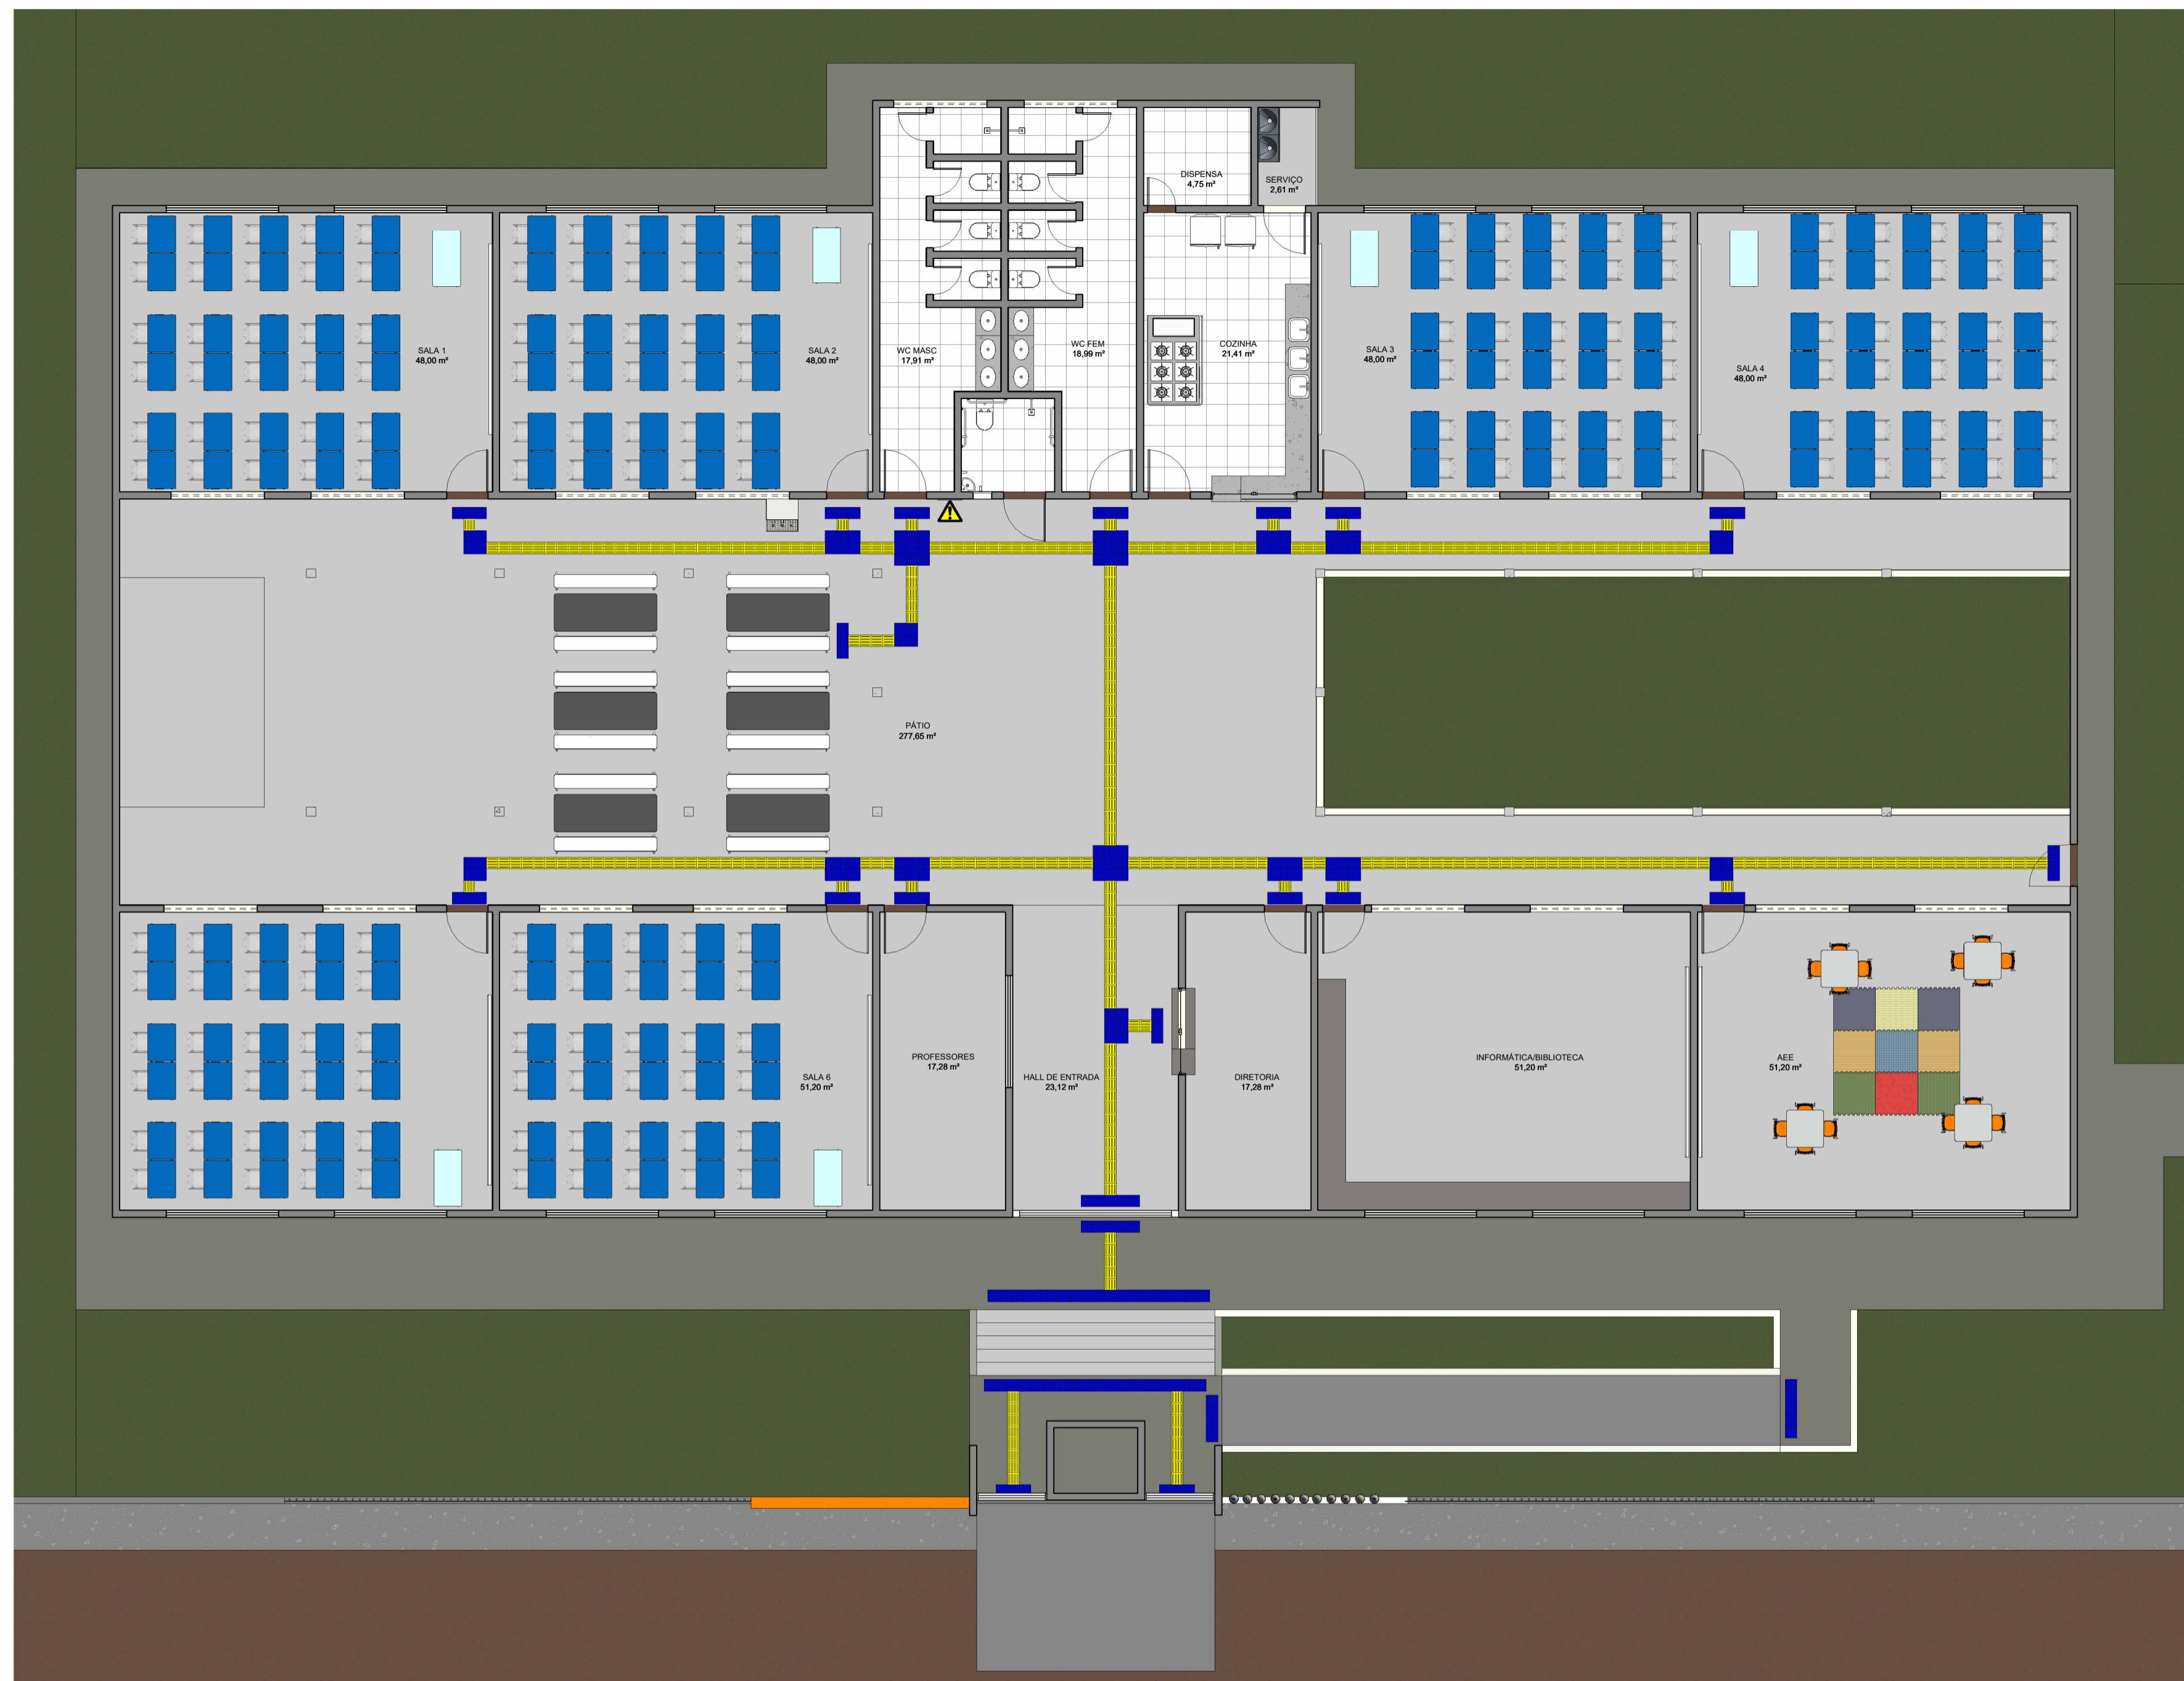 DISPENSA
4,75 m²
SERVIÇO
2,61 m²
SALA 1
48,00 m²
SALA 2
48,00 m²
WC MASC
17,91 m²
WC FEM
18,99 m²
COZINHA
21,41 m²
SALA 3
48,00 m²
SALA 4
48,00 m²
PÁTIO
277,65 m²
SALA 6
51,20 m²
PROFESSORES
17,28 m²
HALL DE ENTRADA
23,12 m²
DIRETORIA
17,28 m²
INFORMÁTICA/BIBLIOTECA
51,20 m²
AEE
51,20 m²